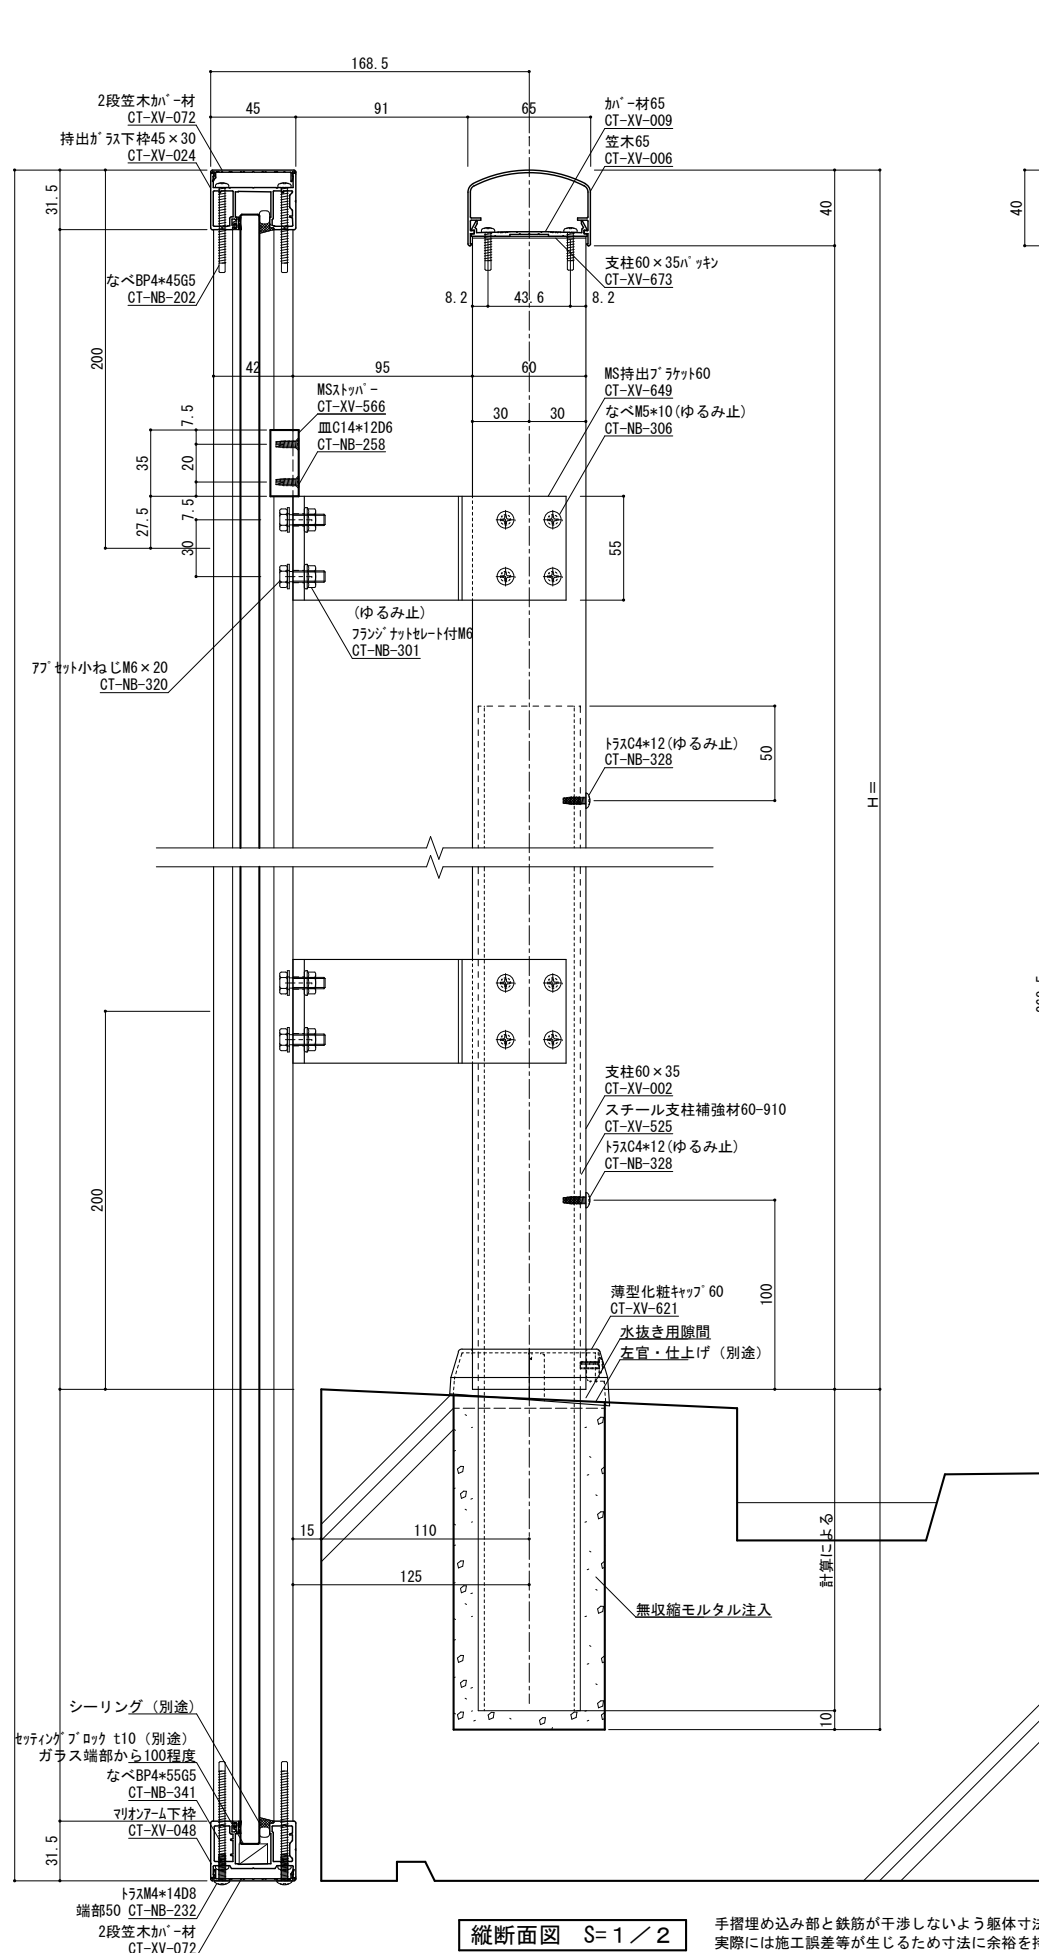 168.5
45
91
65
2段笠木ｶﾊﾞｰ材
CT-XV-072
持出ｶﾞﾗｽ下枠45×30
CT-XV-024
ｶﾊﾞｰ材65
CT-XV-009
笠木65
CT-XV-006
31.5
40
40
なべBP4*45G5
CT-NB-202
支柱60×35ﾊﾟｯｷﾝ
CT-XV-673
8.2
43.6
8.2
200
42
95
60
MSｽﾄｯﾊﾟｰ
CT-XV-566
皿C14*12D6
CT-NB-258
30
30
MS持出ﾌﾞﾗｹｯﾄ60
CT-XV-649
なべM5*10(ゆるみ止)
CT-NB-306
7.5
35
20
27.5
7.5
30
55
(ゆるみ止)
ﾌﾗﾝｼﾞﾅｯﾄｾﾚｰﾄ付M6
CT-NB-301
ｱﾌﾟｾｯﾄ小ねじM6×20
CT-NB-320
ﾄﾗｽC4*12(ゆるみ止)
CT-NB-328
50
H＝
支柱60×35
CT-XV-002
スチール支柱補強材60-910
CT-XV-525
ﾄﾗｽC4*12(ゆるみ止)
CT-NB-328
200
100
薄型化粧ｷｬｯﾌﾟ60
CT-XV-621
水抜き用隙間
左官・仕上げ（別途）
15
110
125
計算による
無収縮モルタル注入
10
シーリング（別途）
ｾｯﾃｨﾝｸﾞﾌﾞﾛｯｸ t10（別途）
ガラス端部から100程度
なべBP4*55G5
CT-NB-341
ﾏﾘｵﾝｱｰﾑ下枠
CT-XV-048
31.5
ﾄﾗｽM4*14D8
端部50 CT-NB-232
2段笠木ｶﾊﾞｰ材
CT-XV-072
縦断面図 S=１／２
手摺埋め込み部と鉄筋が干渉しないよう躯体寸法
実際には施工誤差等が生じるため寸法に余裕を持